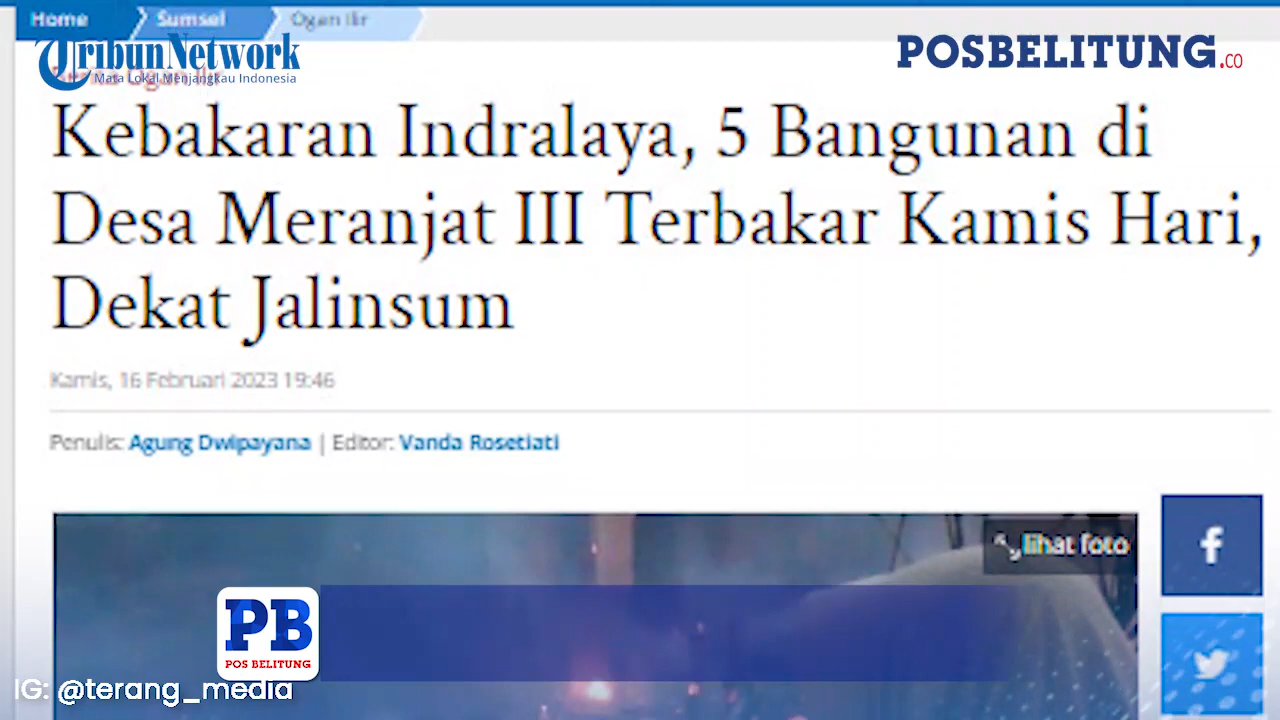 Home Sumsel Ogan Ilir
TribunNetwork
Mata Lokal Menjangkau Indonesia
POSBELITUNG.CO
Kebakaran Indralaya, 5 Bangunan di
Desa Meranjat III Terbakar Kamis Hari,
Dekat Jalinsum
Kamis, 16 Februari 2023 19:46
Penulis: Agung Dwipayana | Editor: Vanda Rosetiati
lihat foto
f
PB
POS BELITUNG
IG: @terang_media